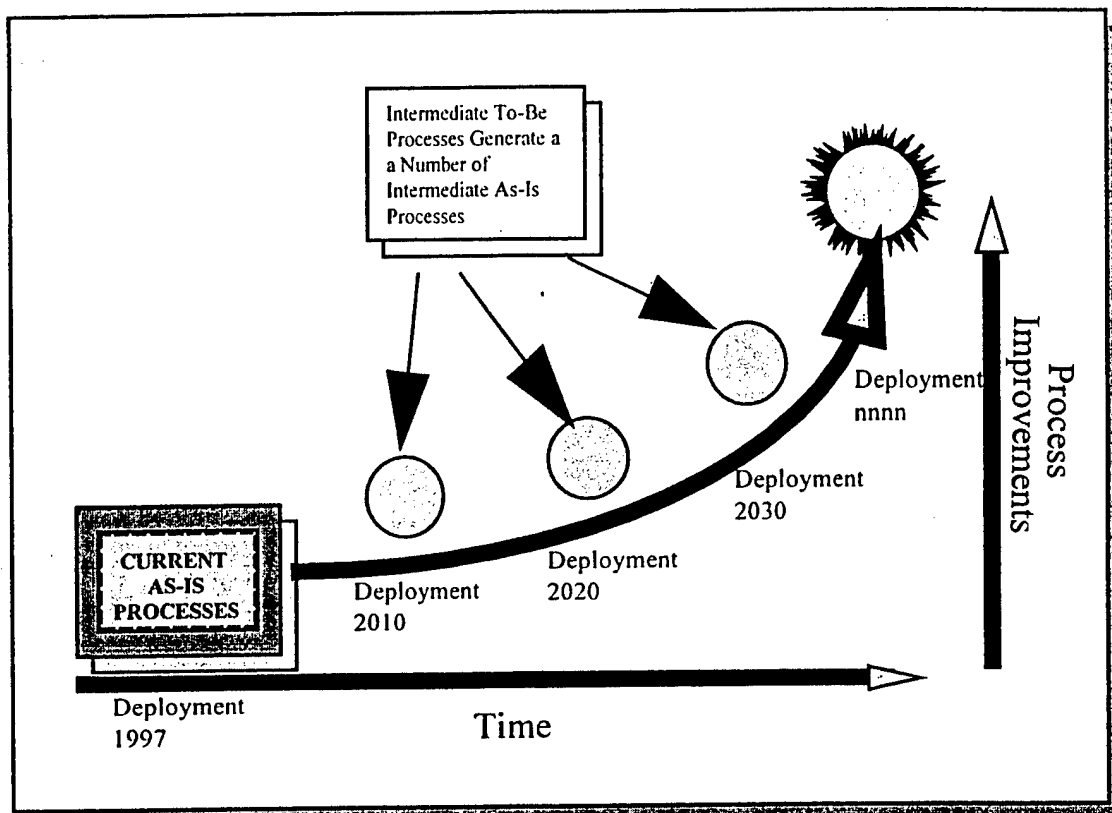 Intermediate To-Be
Processes Generate a
a Number of
Intermediate As-Is
Processes
Process
Improvements
Deployment
nnnn
Deployment
2030
Deployment
2020
Deployment
2010
CURRENT
AS-IS
PROCESSES
Deployment
1997
Time